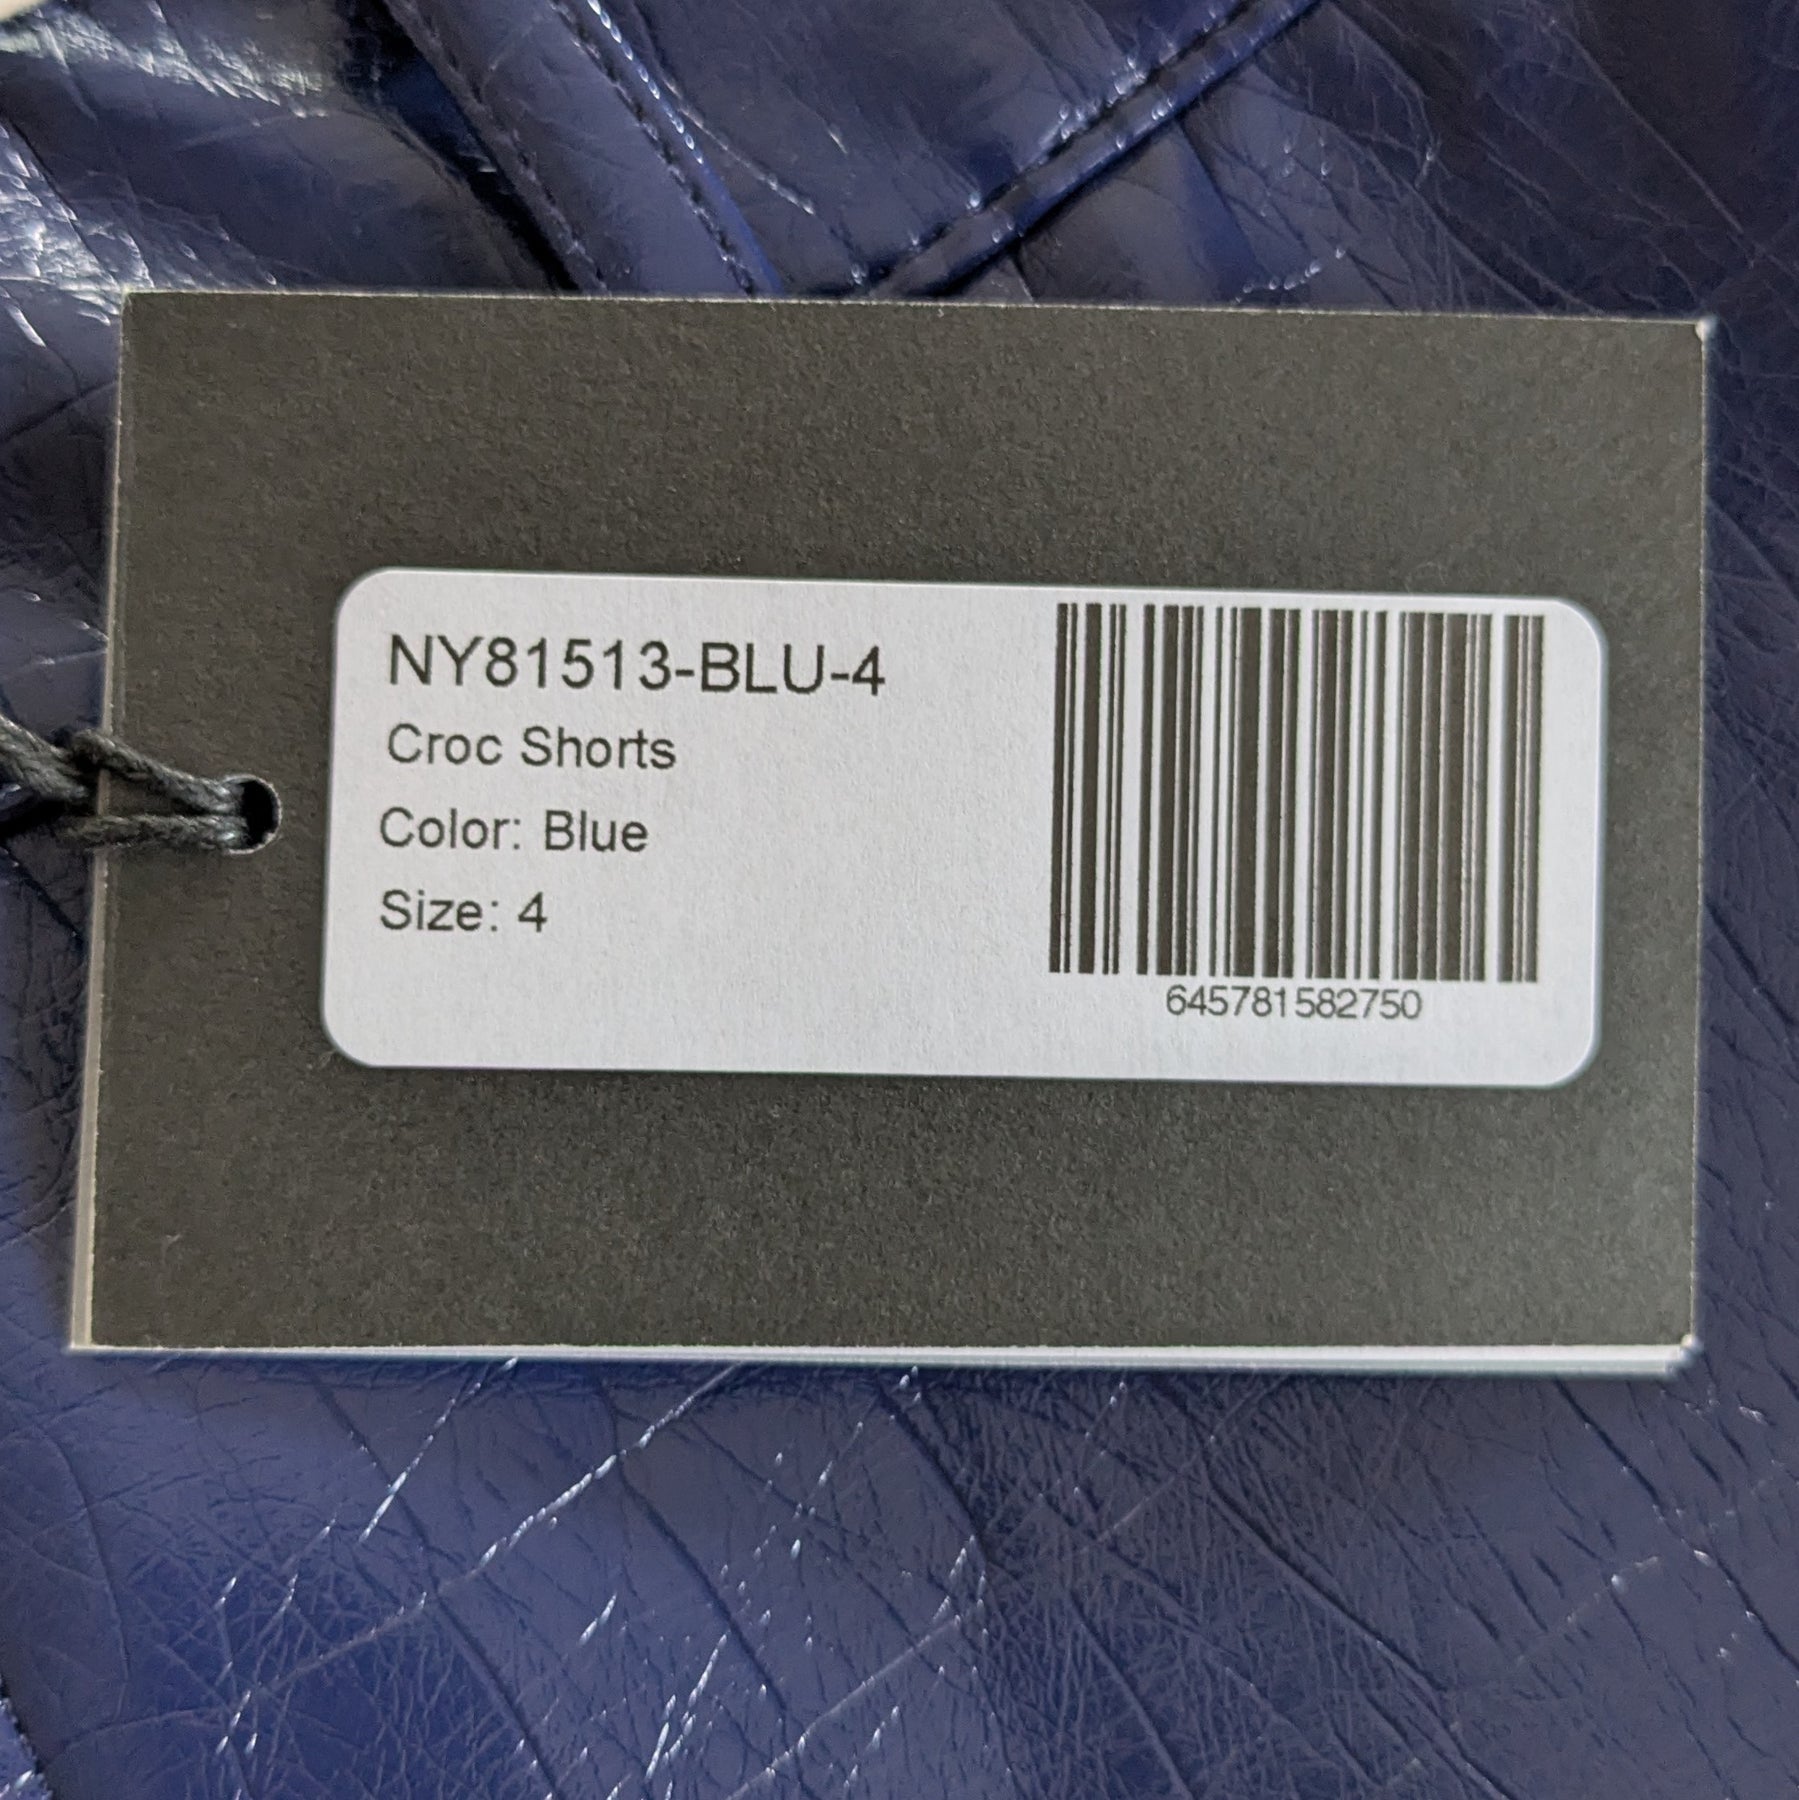 NY81513-BLU-4
Croc Shorts
Color: Blue
Size: 4
645781582750